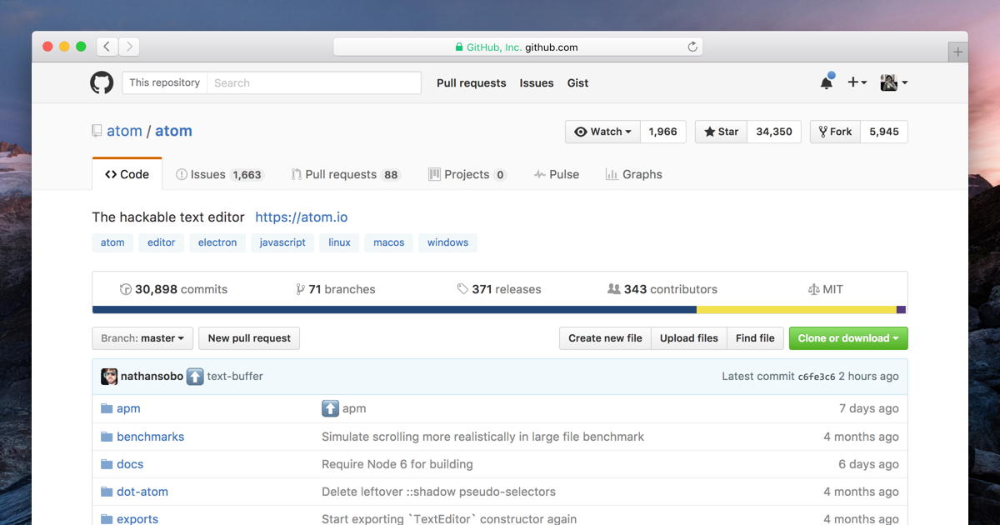 GitHub, Inc. github.com
This repository Search Pull requests Issues Gist
atom / atom Watch 1,966 Star 34,350 Fork 5,945
Code Issues 1,663 Pull requests 88 Projects 0 Pulse Graphs
The hackable text editor https://atom.io
atom editor electron javascript linux macos windows
30,898 commits 71 branches 371 releases 343 contributors MIT
Branch: master New pull request Create new file Upload files Find file Clone or download
nathansobo text-buffer Latest commit c6fe3c6 2 hours ago
apm apm 7 days ago
benchmarks Simulate scrolling more realistically in large file benchmark 4 months ago
docs Require Node 6 for building 6 days ago
dot-atom Delete leftover ::shadow pseudo-selectors 4 months ago
exports Start exporting `TextEditor` constructor again 4 months ago